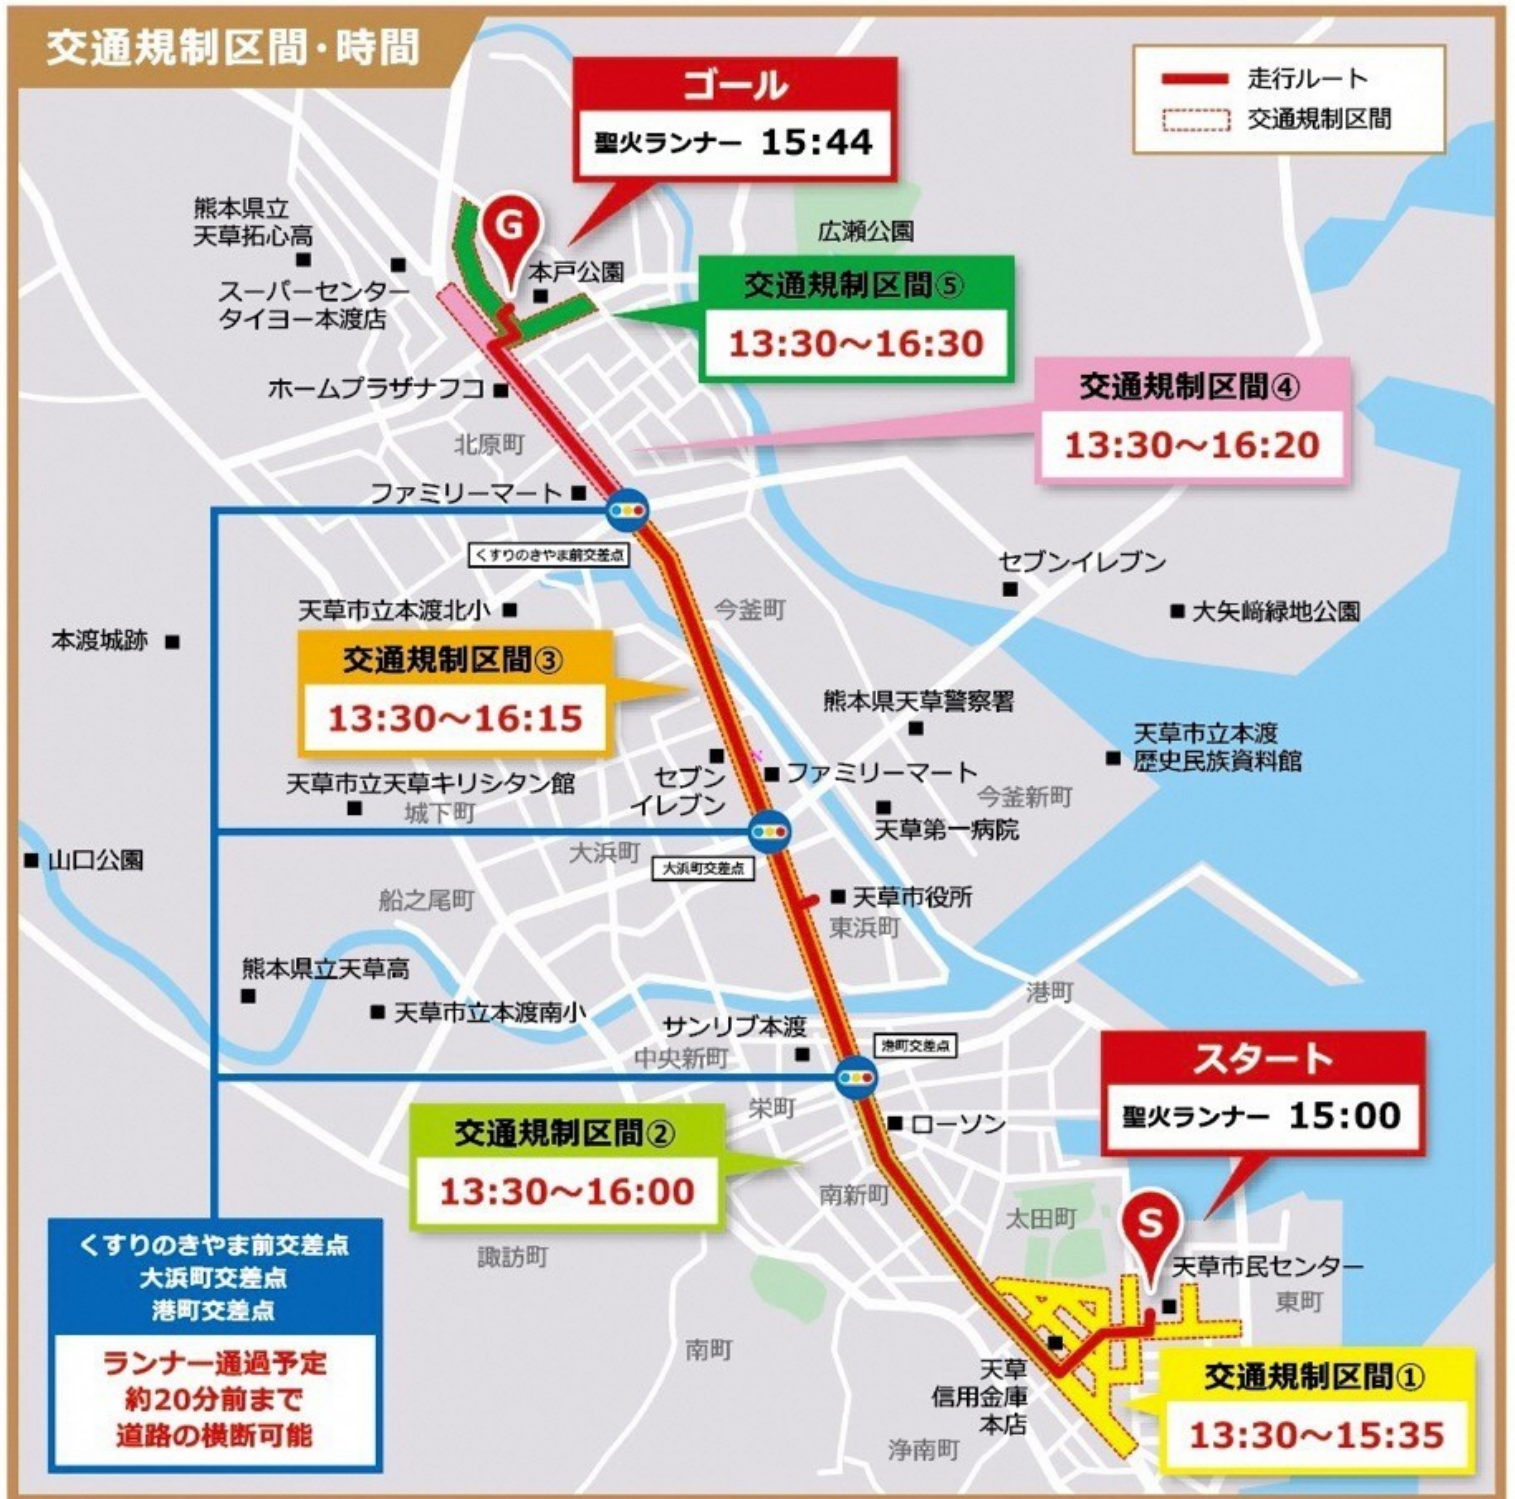 交通規制区間・時間
走行ルート
交通規制区間
ゴール
聖火ランナー 15:44
G
熊本県立
天草拓心高
スーパーセンター
タイヨー本渡店
本戸公園
広瀬公園
交通規制区間⑤
13:30～16:30
ホームプラザナフコ
交通規制区間④
13:30～16:20
北原町
ファミリーマート
くすりのきやま前交差点
セブンイレブン
天草市立本渡北小
今釜町
大矢﨑緑地公園
本渡城跡
交通規制区間③
13:30～16:15
熊本県天草警察署
天草市立本渡
歴史民族資料館
天草市立天草キリシタン館
城下町
セブン
イレブン
ファミリーマート
今釜新町
天草第一病院
山口公園
大浜町
大浜町交差点
船之尾町
天草市役所
東浜町
熊本県立天草高
天草市立本渡南小
港町
サンリブ本渡
中央新町
港町交差点
スタート
聖火ランナー 15:00
栄町
ローソン
交通規制区間②
13:30～16:00
南新町
太田町
S
諏訪町
天草市民センター
東町
くすりのきやま前交差点
大浜町交差点
港町交差点
ランナー通過予定
約20分前まで
道路の横断可能
南町
天草
信用金庫
本店
浄南町
交通規制区間①
13:30～15:35